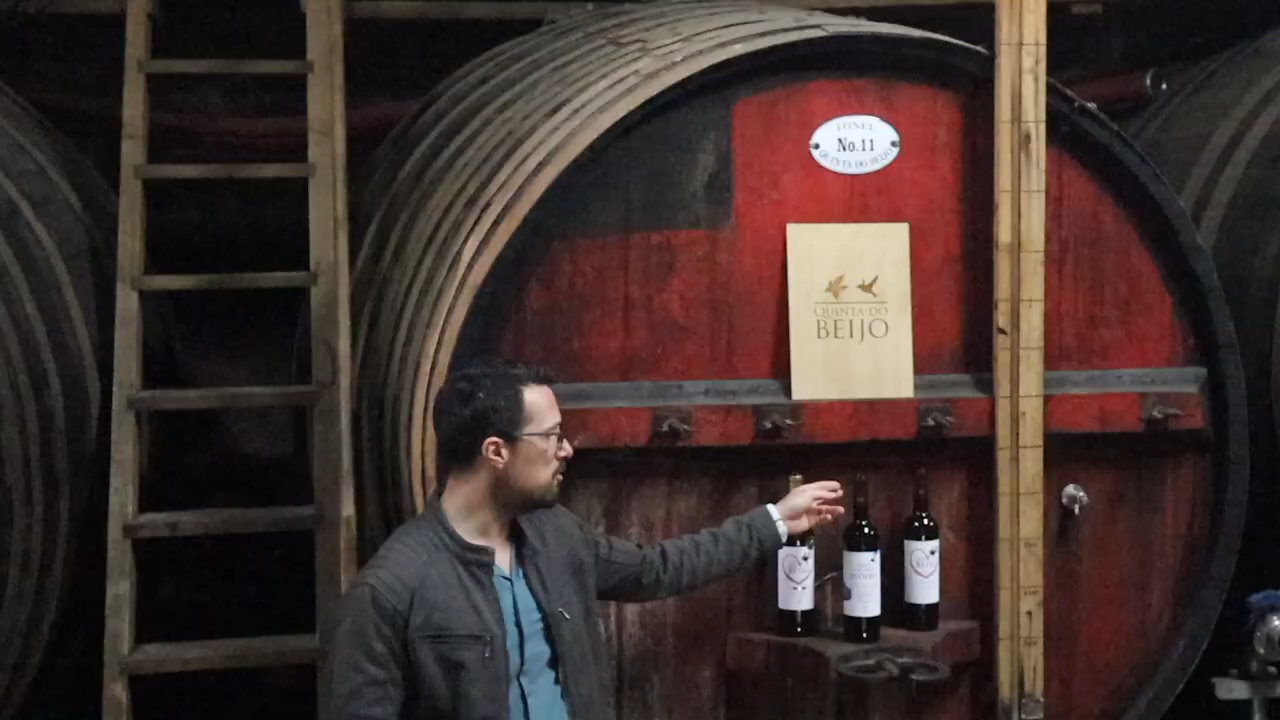 TONEL
No.11
QUINTA DO BEIJO
QUINTA DO
BEIJO